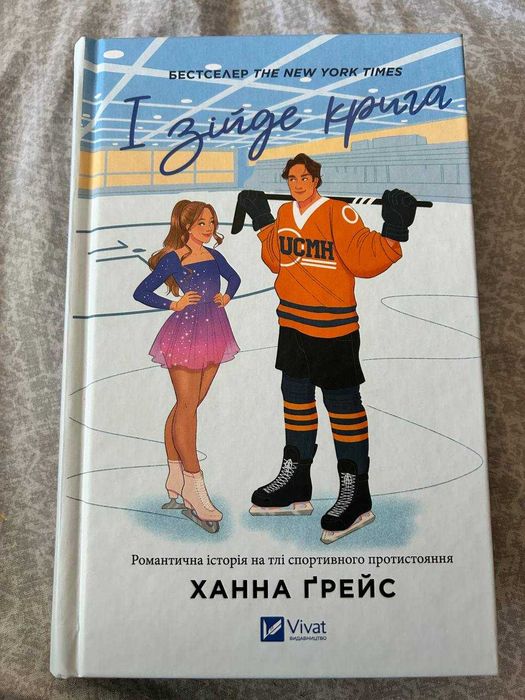 БЕСТСЕЛЕР THE NEW YORK TIMES
І зійде крига
UCMH
Романтична історія на тлі спортивного протистояння
ХАННА ҐРЕЙС
Vivat
ВИДАВНИЦТВО